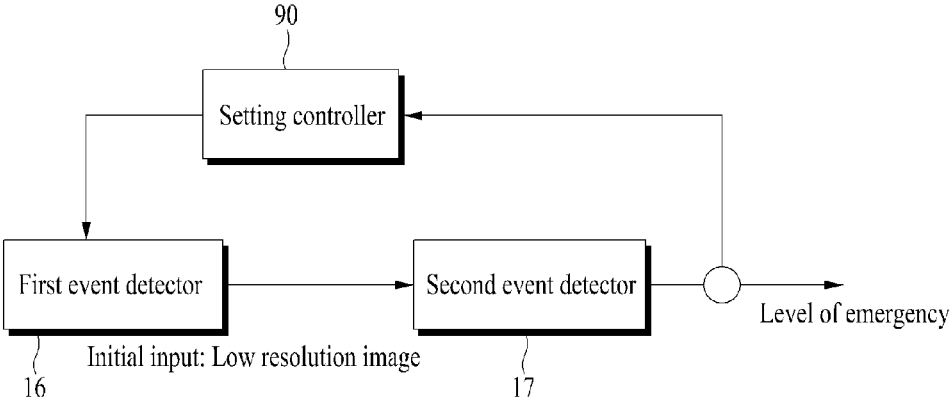 90
Setting controller
First event detector
Second event detector
Level of emergency
Initial input: Low resolution image
16
17